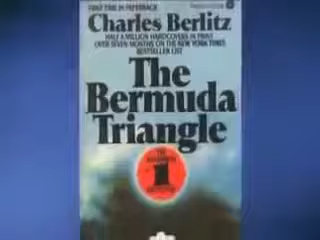 FIRST TIME IN PAPERBACK
Charles Berlitz
HALF A MILLION HARDCOVERS IN PRINT
OVER SEVEN MONTHS ON THE NEW YORK TIMES
BESTSELLER LIST
The
Bermuda
Triangle
1